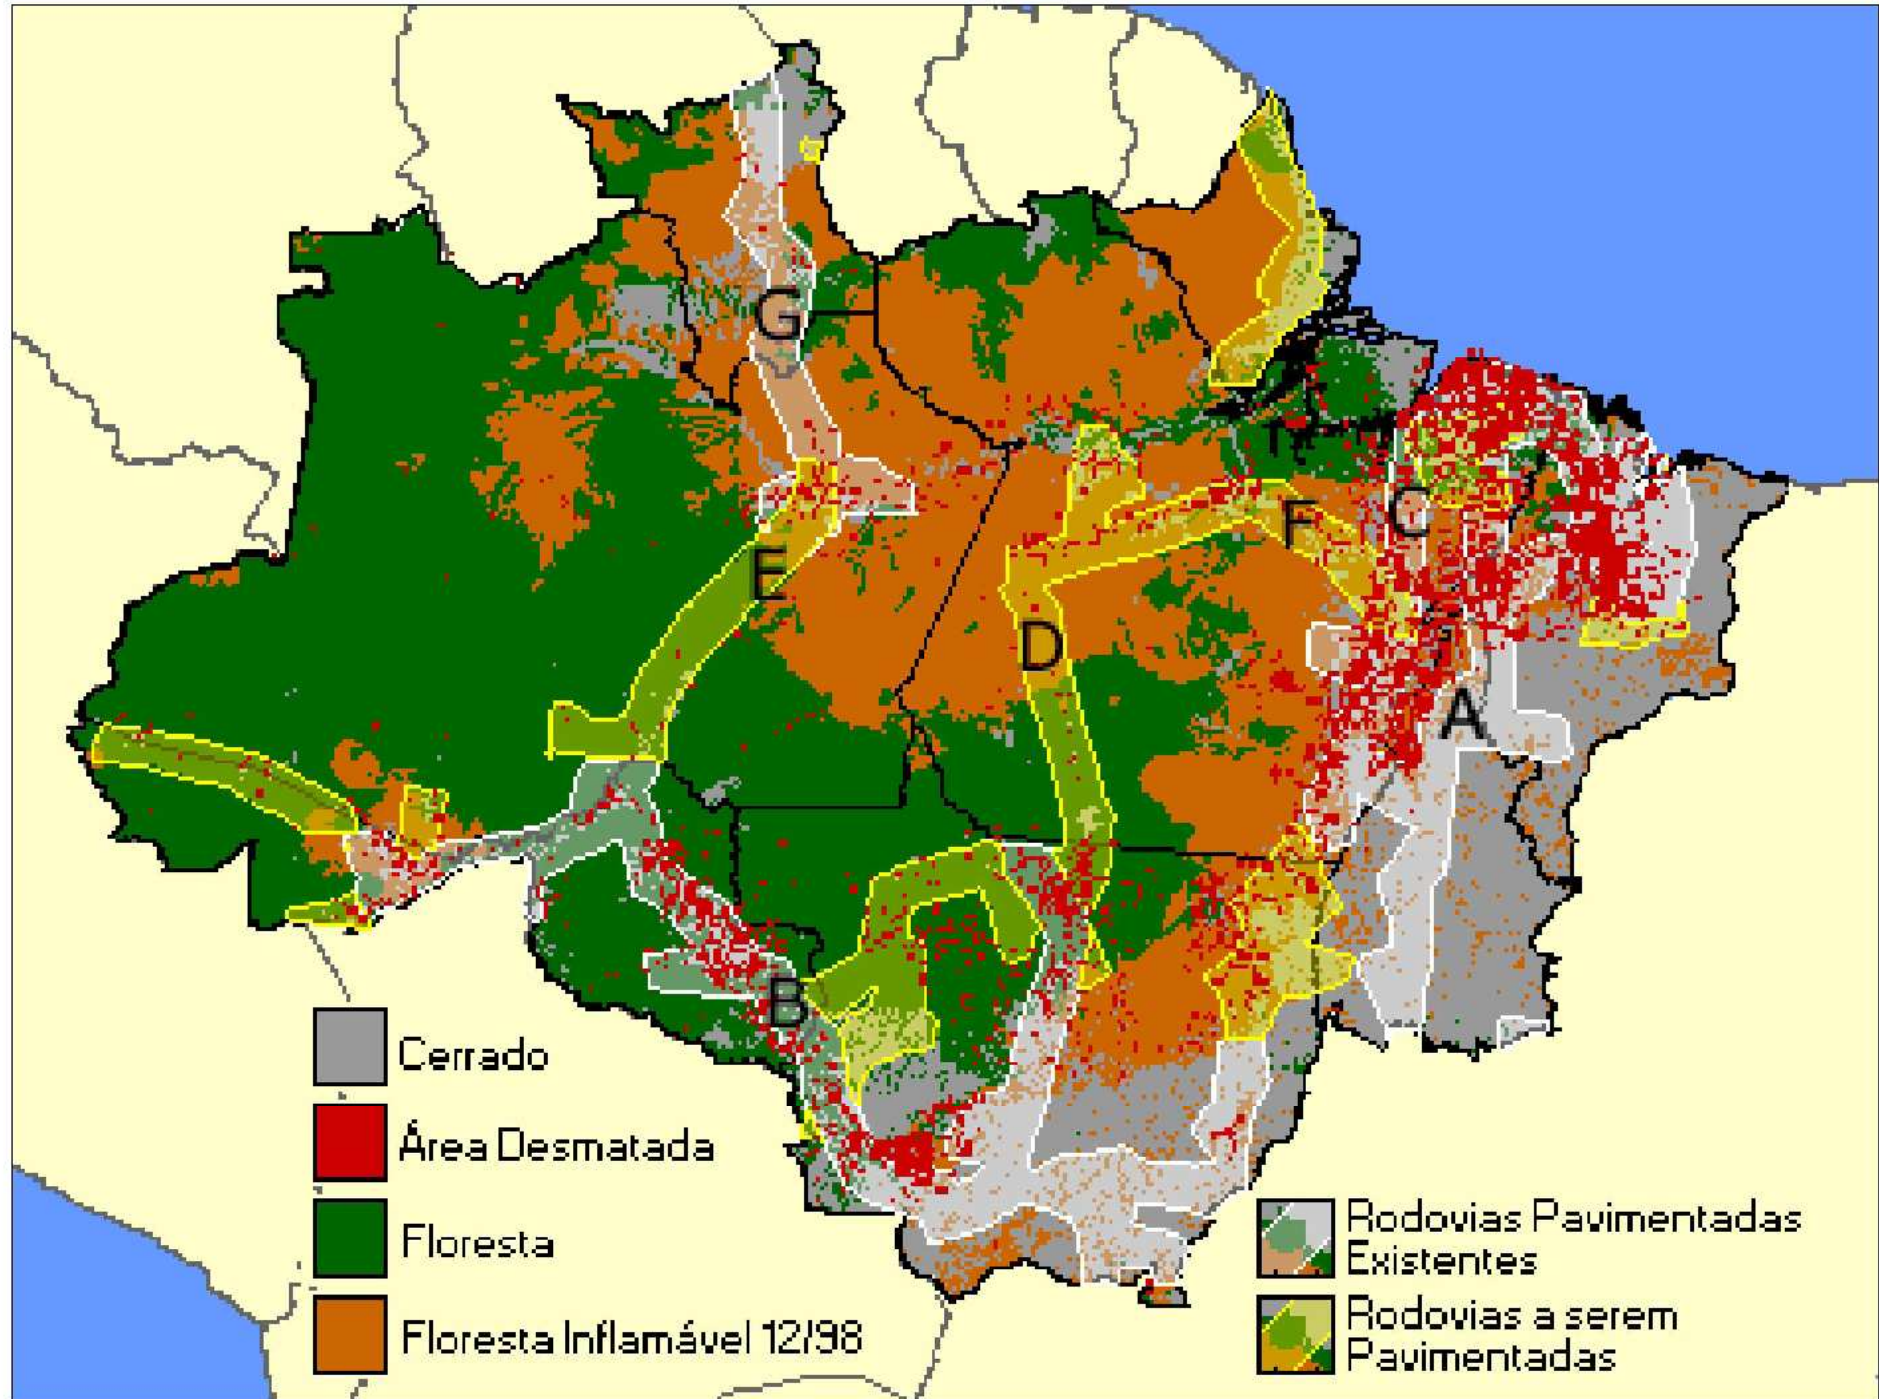 G
C
F
E
D
A
B
Cerrado
Área Desmatada
Floresta
Floresta Inflamável 12/98
Rodovias Pavimentadas
Existentes
Rodovias a serem
Pavimentadas